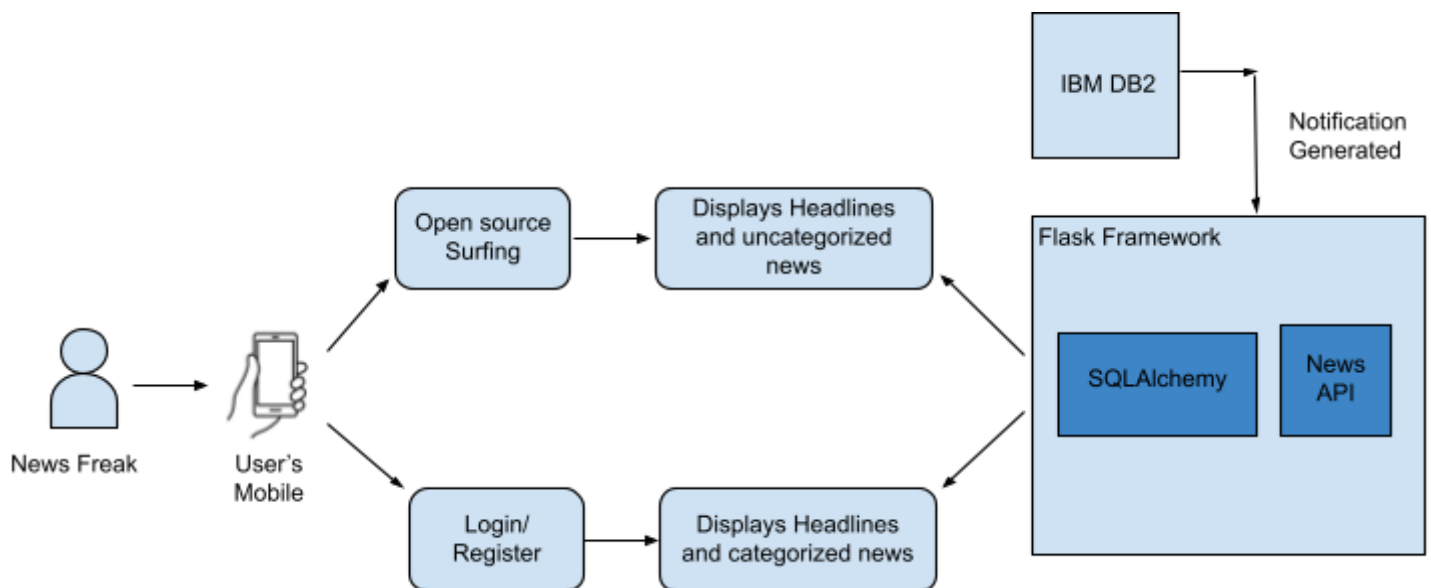 IBM DB2
Notification
Generated
Open source
Surfing
Displays Headlines
and uncategorized
news
Flask Framework
SQLAlchemy
News
API
News Freak
User's
Mobile
Login/
Register
Displays Headlines
and categorized news